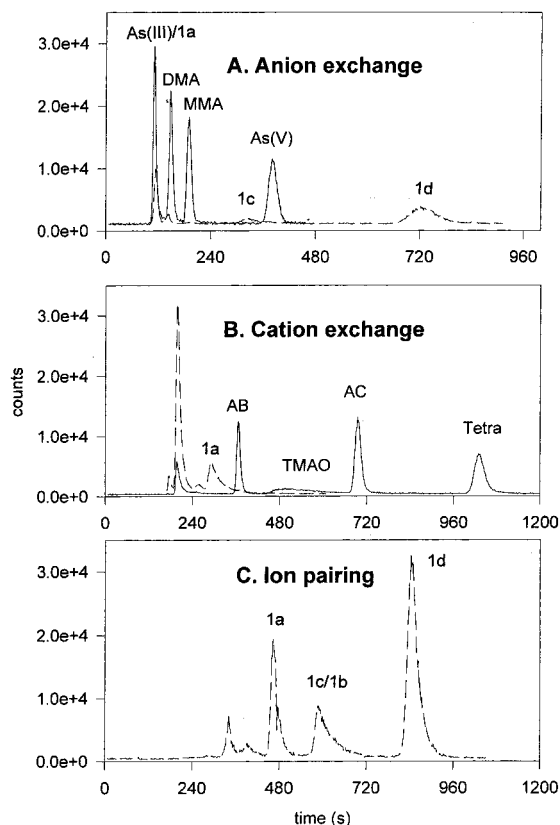 As(III)/1a
A. Anion exchange
DMA
MMA
As(V)
1c
1d
3.0e+4
2.0e+4
1.0e+4
0.0e+0
0 240 480 720 960
B. Cation exchange
AB
AC
1a
TMAO
Tetra
3.0e+4
2.0e+4
1.0e+4
0.0e+0
counts
0 240 480 720 960 1200
C. Ion pairing
1d
1a
1c/1b
3.0e+4
2.0e+4
1.0e+4
0.0e+0
0 240 480 720 960 1200
time (s)